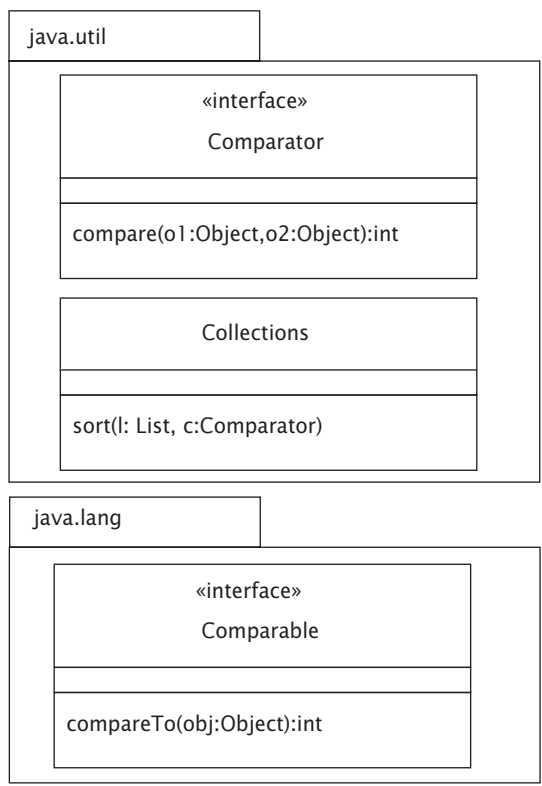 java.util
«interface»
Comparator
compare(o1:Object,o2:Object):int
Collections
sort(l: List, c:Comparator)
java.lang
«interface»
Comparable
compareTo(obj:Object):int